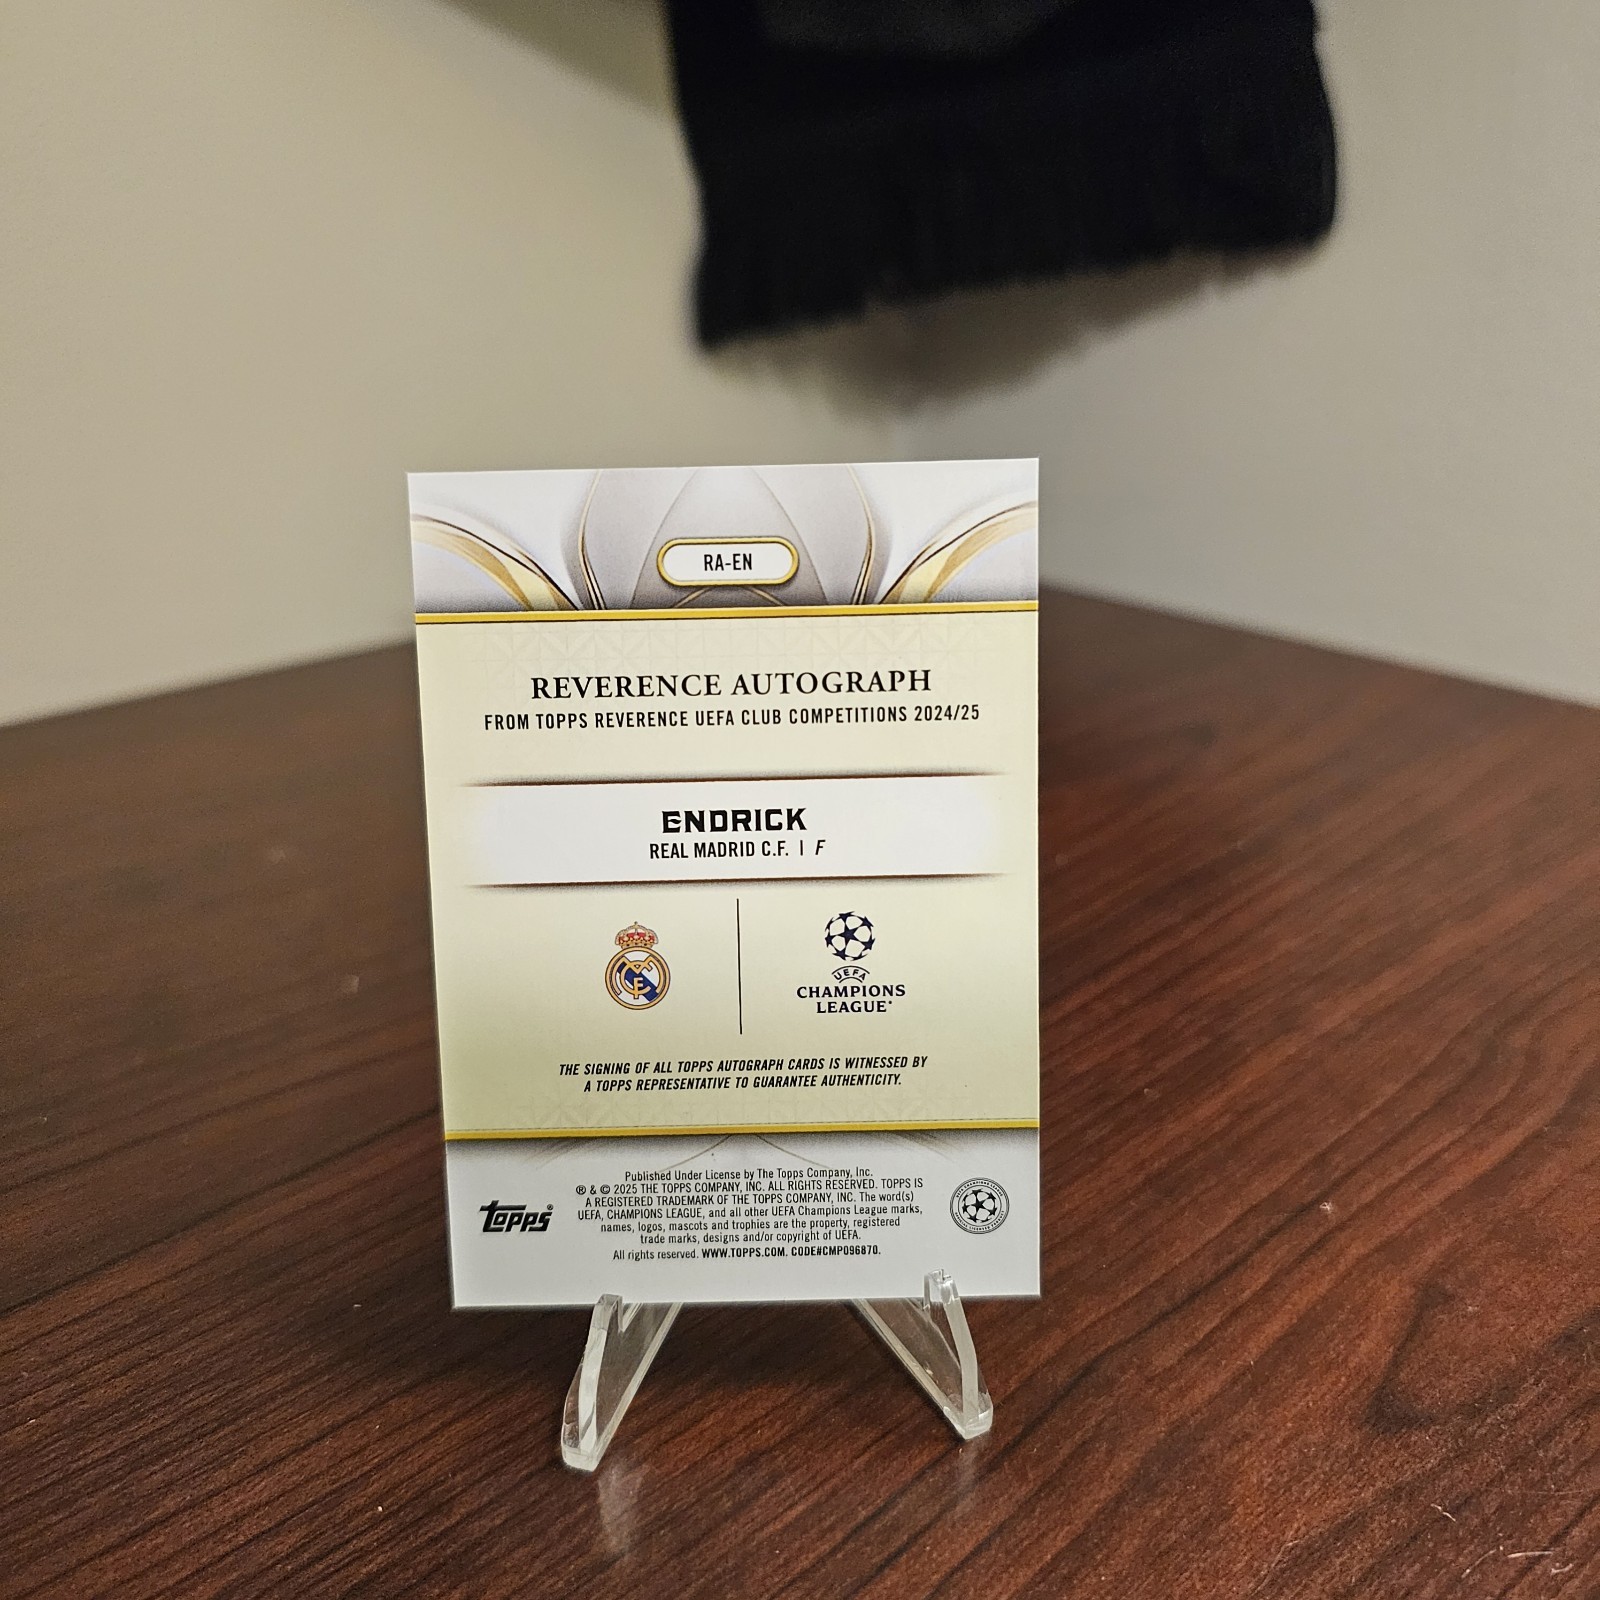 RA-EN
REVERENCE AUTOGRAPH
FROM TOPPS REVERENCE UEFA CLUB COMPETITIONS 2024/25
ENDRICK
REAL MADRID C.F. | F
UEFA
CHAMPIONS
LEAGUE
THE SIGNING OF ALL TOPPS AUTOGRAPH CARDS IS WITNESSED BY
A TOPPS REPRESENTATIVE TO GUARANTEE AUTHENTICITY.
Published Under License by The Topps Company, Inc.
® & © 2025 THE TOPPS COMPANY, INC. ALL RIGHTS RESERVED. TOPPS IS
A REGISTERED TRADEMARK OF THE TOPPS COMPANY, INC. The word(s)
UEFA, CHAMPIONS LEAGUE, and all other UEFA Champions League marks,
names, logos, mascots and trophies are the property, registered
trade marks, designs and/or copyright of UEFA.
All rights reserved. WWW.TOPPS.COM. CODE#CMP096870.
topps®